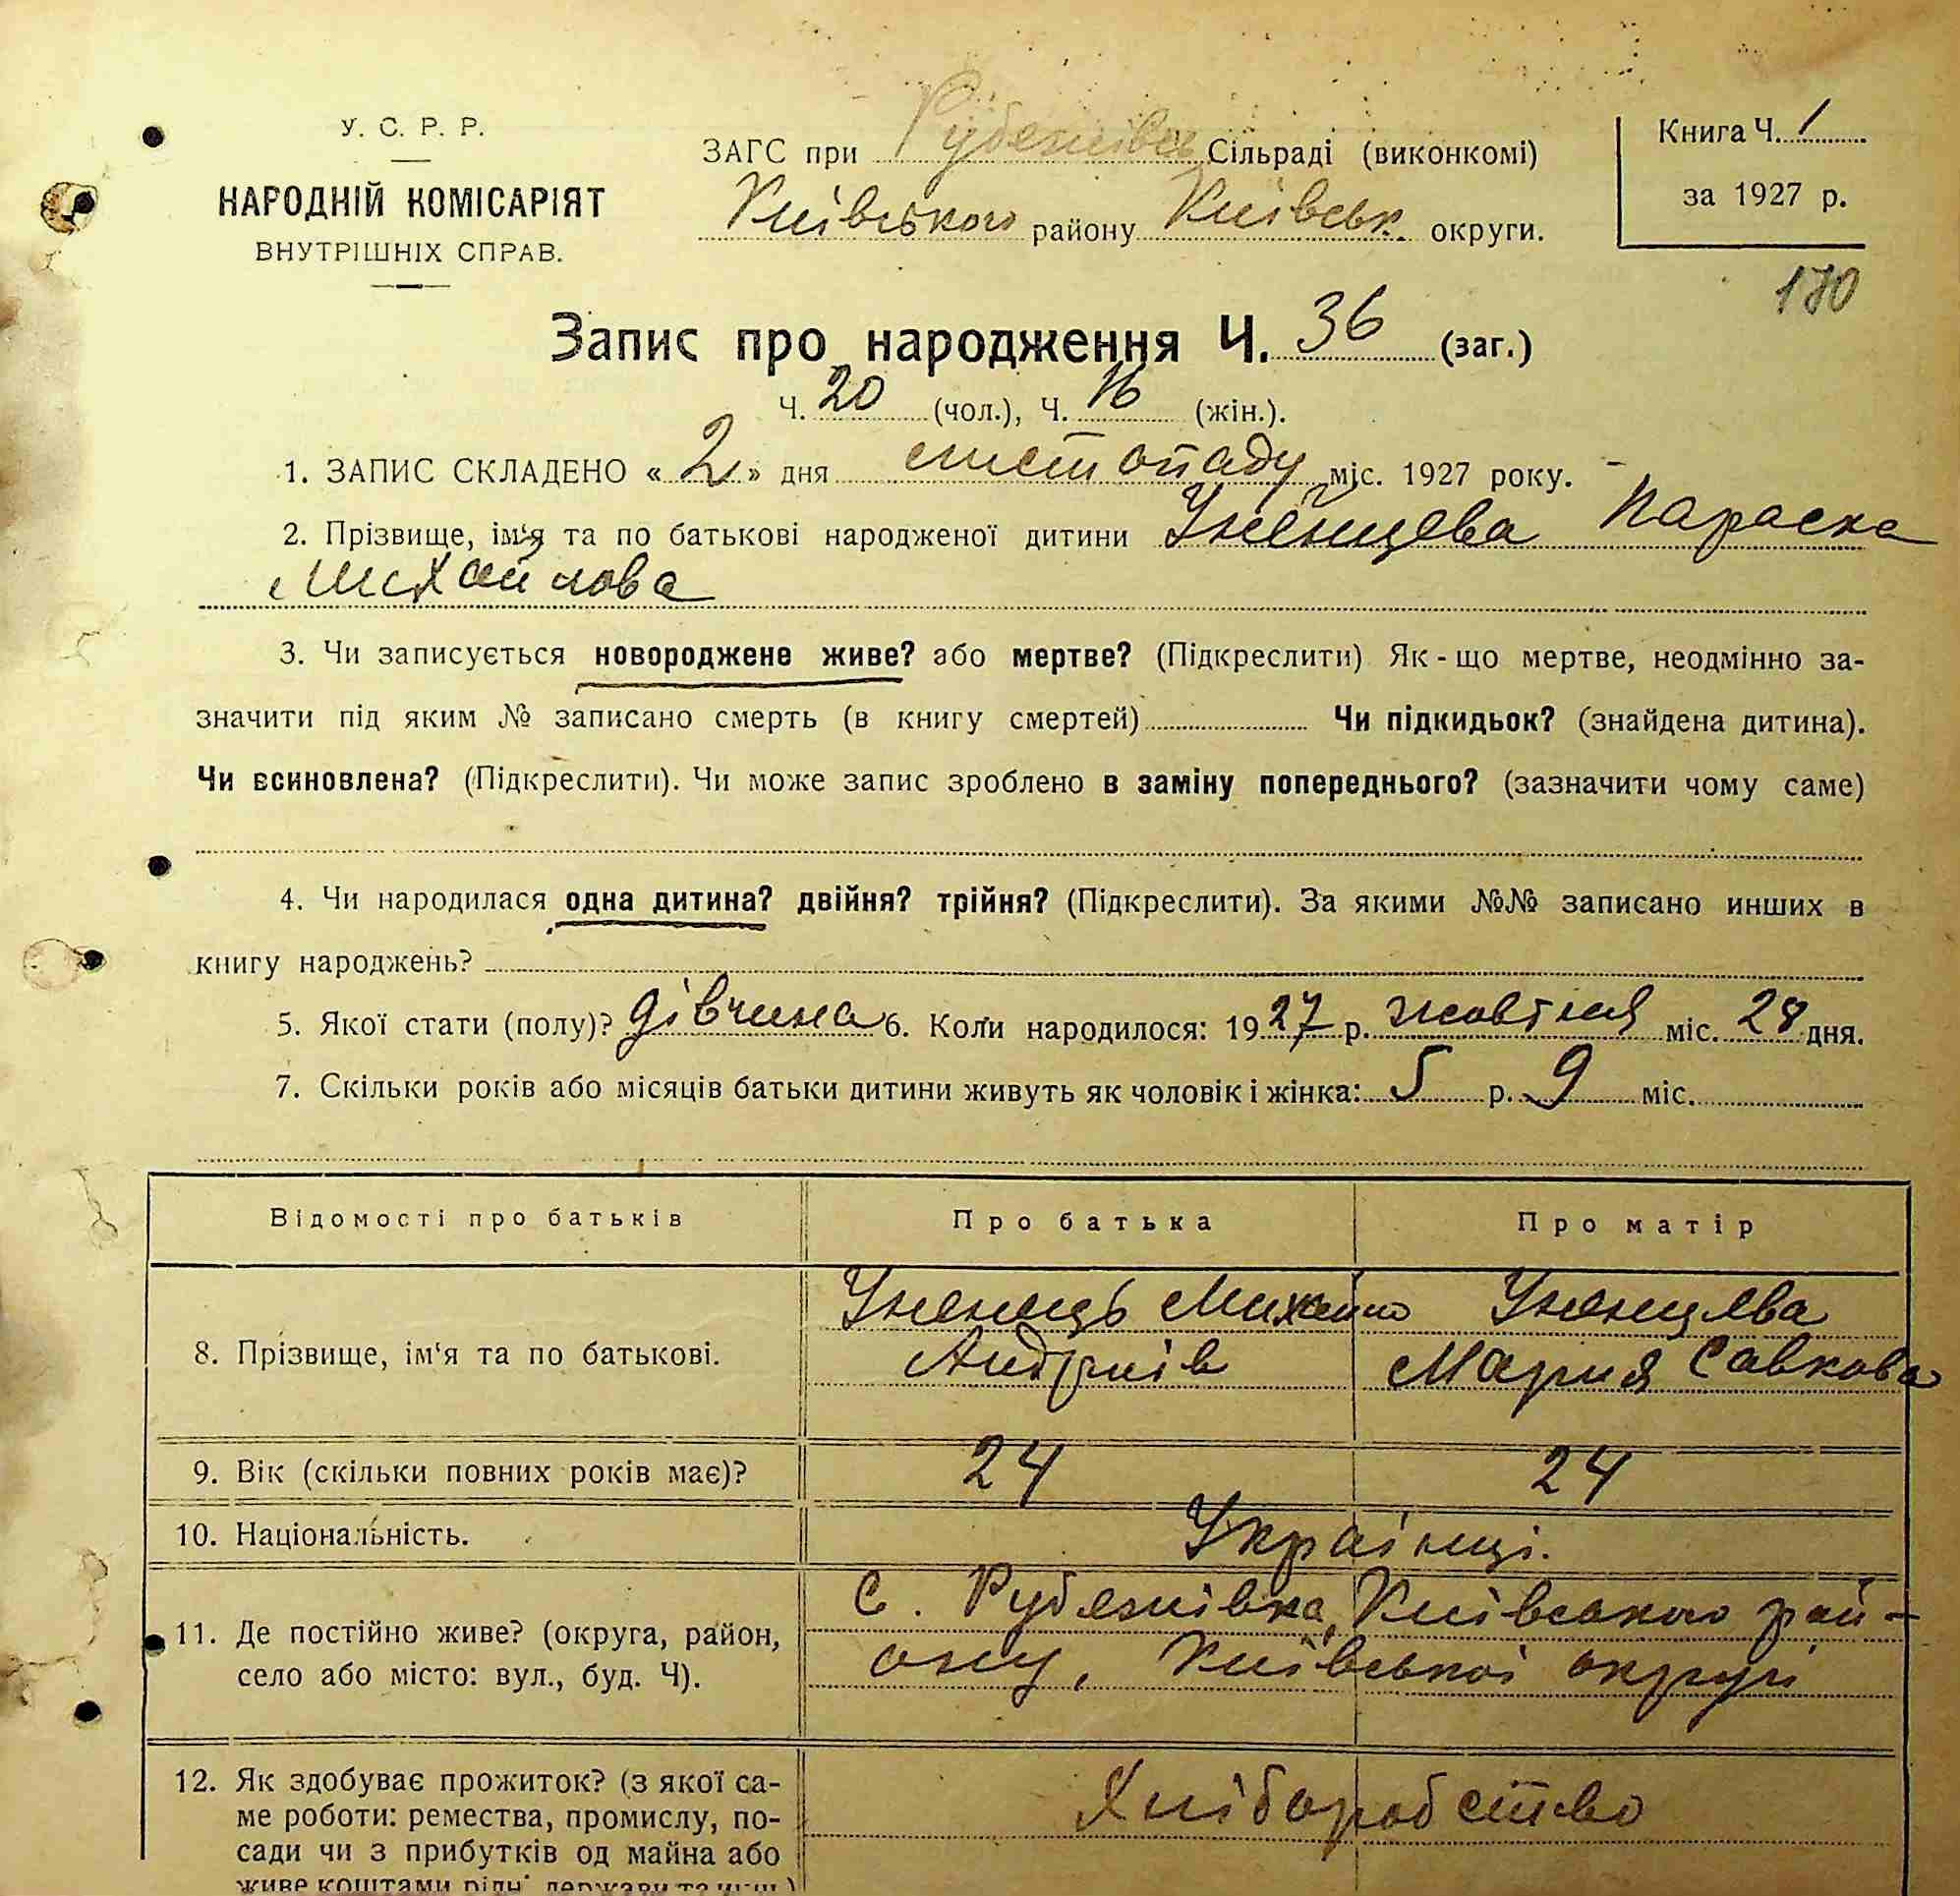 У. С. Р. Р.
НАРОДНІЙ КОМІСАРІЯТ
ВНУТРІШНІХ СПРАВ.
ЗАГС при Рубежівськ Сільраді (виконкомі)
Київського району Київськ. округи.
Книга Ч. 1
за 1927 р.
170
Запис про народження Ч. 36 (заг.)
Ч. 20 (чол.), Ч. 16 (жін.).
1. ЗАПИС СКЛАДЕНО « 2 » дня листопаду міс. 1927 року.
2. Прізвище, ім'я та по батькові народженої дитини Параска
Михайлова
3. Чи записується новороджене живе? або мертве? (Підкреслити) Як-що мертве, неодмінно за-
значити під яким № записано смерть (в книгу смертей) Чи підкидьок? (знайдена дитина).
Чи всиновлена? (Підкреслити). Чи може запис зроблено в заміну попереднього? (зазначити чому саме)
4. Чи народилася одна дитина? двійня? трійня? (Підкреслити). За якими №№ записано инших в
книгу народжень?
5. Якої стати (полу)? дівчина 6. Коли народилося: 1927 р. жовтня міс. 28 дня.
7. Скільки років або місяців батьки дитини живуть як чоловік і жінка: 5 р. 9 міс.
Відомості про батьків Про батька Про матір
8. Прізвище, ім'я та по батькові.
Михайло
Андріїв
Мария Савкова
9. Вік (скільки повних років має)? 24 24
10. Національність. Українці.
11. Де постійно живе? (округа, район,
село або місто: вул., буд. Ч).
с. Рубежівка, Київського рай-
ону, Київської округи
12. Як здобуває прожиток? (з якої са-
ме роботи: ремества, промислу, по-
сади чи з прибутків од майна або
живе коштами рідн. держави та инш.)
Хліборобство